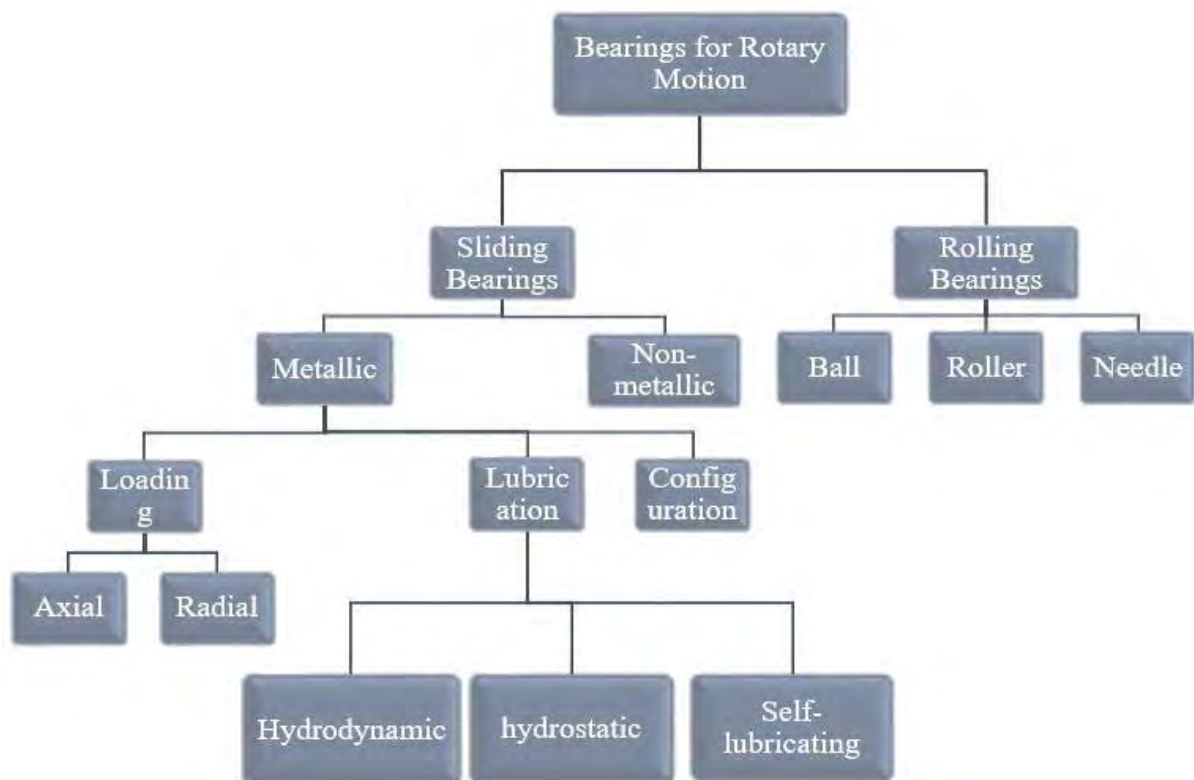 Bearings for Rotary
Motion
Sliding
Bearings
Rolling
Bearings
Metallic
Non-
metallic
Ball
Roller
Needle
Loadin
g
Lubric
ation
Config
uration
Axial
Radial
Hydrodynamic
hydrostatic
Self-
lubricating